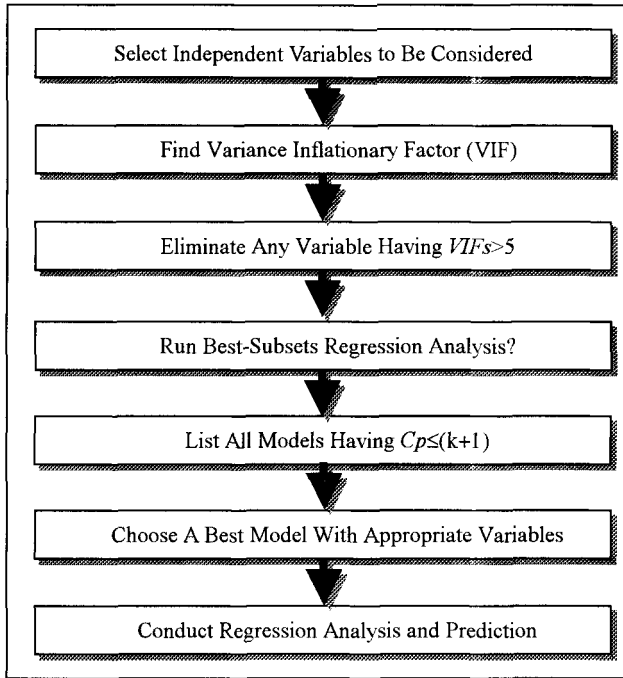 Select Independent Variables to Be Considered
Find Variance Inflationary Factor (VIF)
Eliminate Any Variable Having VIFs>5
Run Best-Subsets Regression Analysis?
List All Models Having Cp≤(k+1)
Choose A Best Model With Appropriate Variables
Conduct Regression Analysis and Prediction